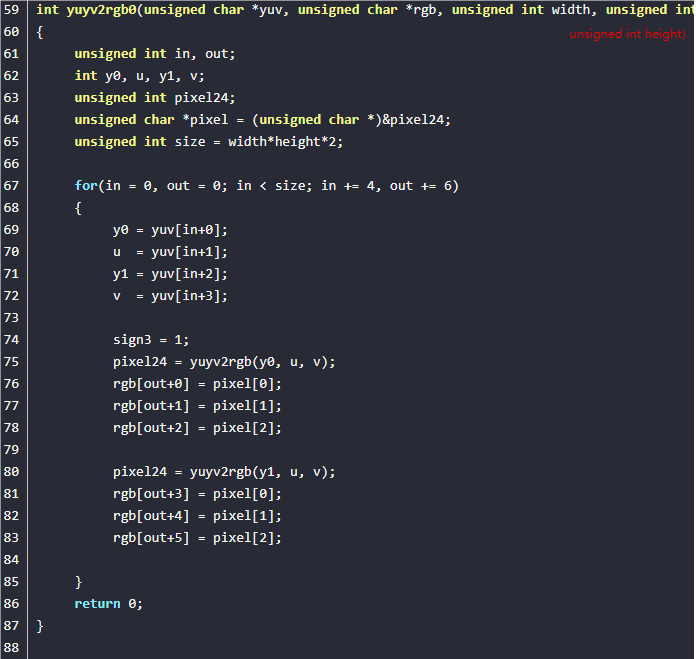 59 int yuyv2rgb0(unsigned char *yuv, unsigned char *rgb, unsigned int width, unsigned int
60 {
unsigned int height)
61 unsigned int in, out;
62 int y0, u, y1, v;
63 unsigned int pixel24;
64 unsigned char *pixel = (unsigned char *)&pixel24;
65 unsigned int size = width*height*2;
66
67 for(in = 0, out = 0; in < size; in += 4, out += 6)
68 {
69 y0 = yuv[in+0];
70 u  = yuv[in+1];
71 y1 = yuv[in+2];
72 v  = yuv[in+3];
73
74 sign3 = 1;
75 pixel24 = yuyv2rgb(y0, u, v);
76 rgb[out+0] = pixel[0];
77 rgb[out+1] = pixel[1];
78 rgb[out+2] = pixel[2];
79
80 pixel24 = yuyv2rgb(y1, u, v);
81 rgb[out+3] = pixel[0];
82 rgb[out+4] = pixel[1];
83 rgb[out+5] = pixel[2];
84
85 }
86 return 0;
87 }
88